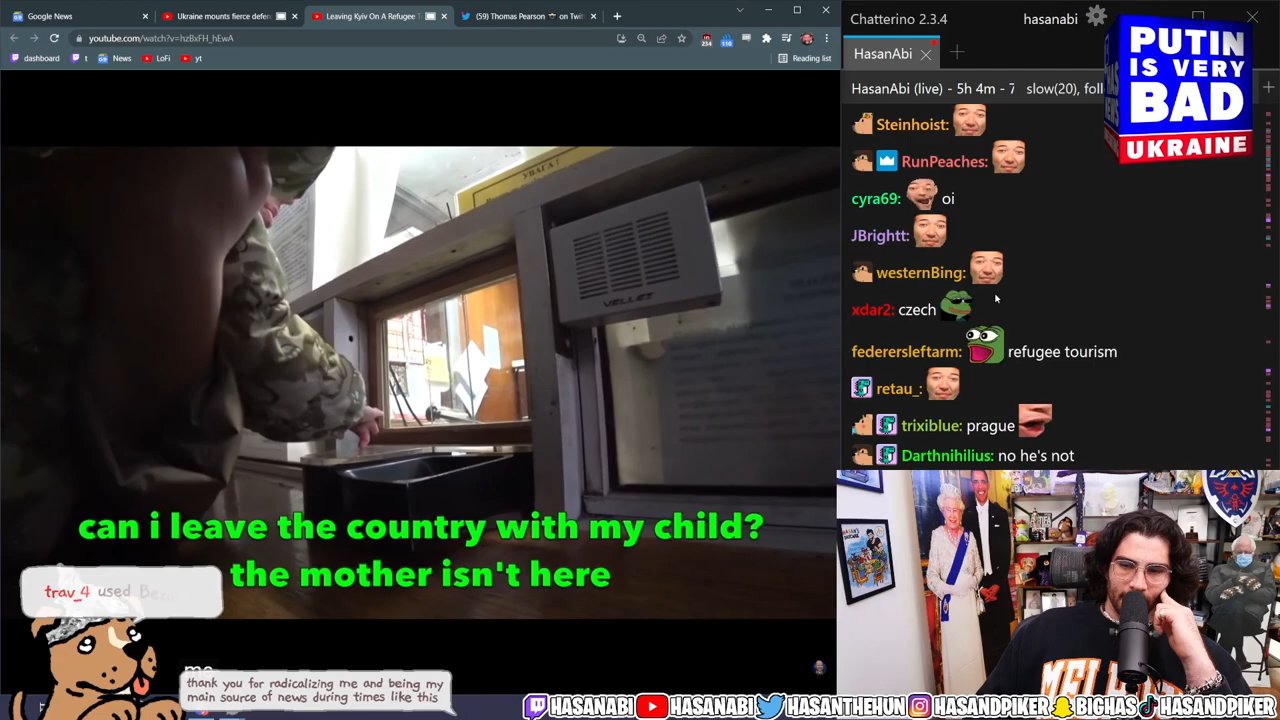 Google News
Ukraine mounts fierce defen
Leaving Kyiv On A Refugee
(59) Thomas Pearson
on Twit
youtube.com/watch?v=hzBxFH_hEwA
dashboard
t
News
LoFi
yt
Reading list
Chatterino 2.3.4
hasanabi
HasanAbi
HasanAbi (live) - 5h 4m - 7
slow(20), foll
PUTIN
IS VERY
BAD
UKRAINE
HASANABI NEWS
Steinhoist:
RunPeaches:
cyra69: oi
JBrightt:
westernBing:
xdar2: czech
federersleftarm: refugee tourism
retau_:
trixiblue: prague
Darthnihilius: no he's not
УВАГА!
VELLEZ
can i leave the country with my child?
the mother isn't here
trav_4 used
me
thank you for radicalizing me and being my
main source of news during times like this
HASANABI
HASANABI
HASANTHEHUN
HASANDPIKER
BIGHAS
HASANDPIKER